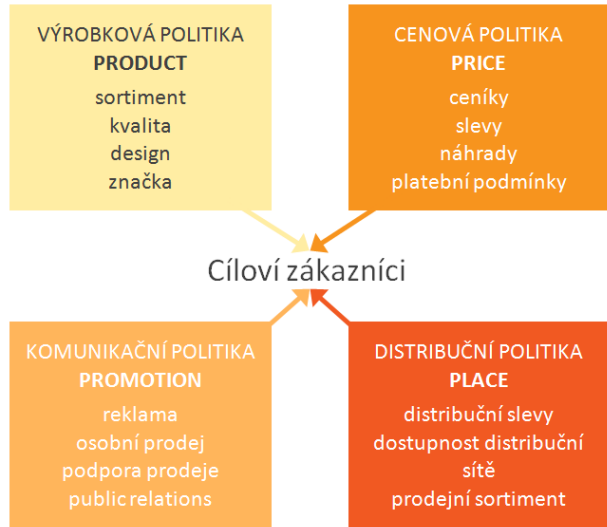 VÝROBKOVÁ POLITIKA
PRODUCT
sortiment
kvalita
design
značka
CENOVÁ POLITIKA
PRICE
ceníky
slevy
náhrady
platební podmínky
Cíloví zákazníci
KOMUNIKAČNÍ POLITIKA
PROMOTION
reklama
osobní prodej
podpora prodeje
public relations
DISTRIBUČNÍ POLITIKA
PLACE
distribuční slevy
dostupnost distribuční
sítě
prodejní sortiment